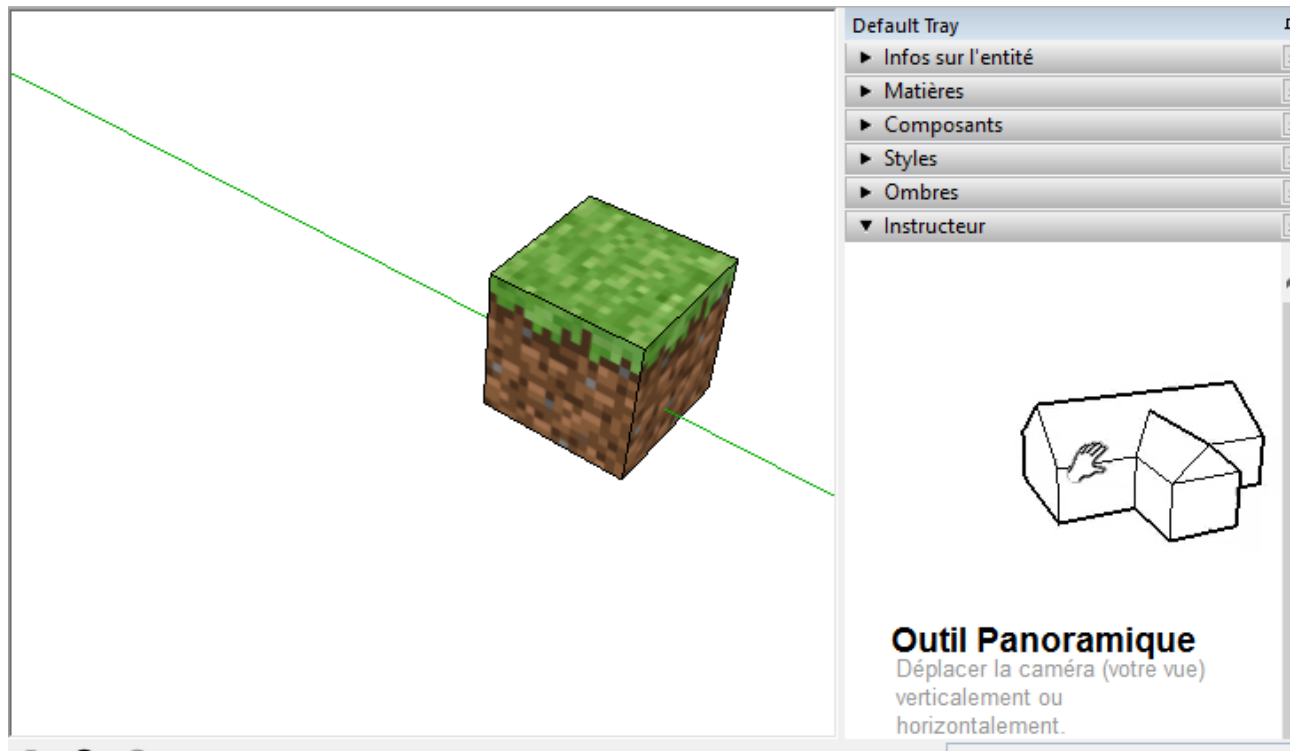 Default Tray
Infos sur l'entité
Matières
Composants
Styles
Ombres
Instructeur
Outil Panoramique
Déplacer la caméra (votre vue)
verticalement ou
horizontalement.